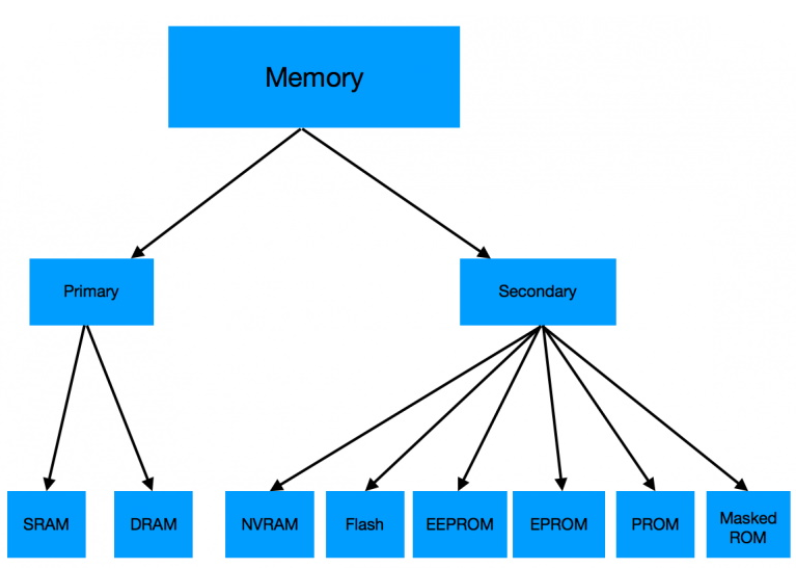 Memory
Primary
Secondary
SRAM
DRAM
NVRAM
Flash
EEPROM
EPROM
PROM
Masked
ROM